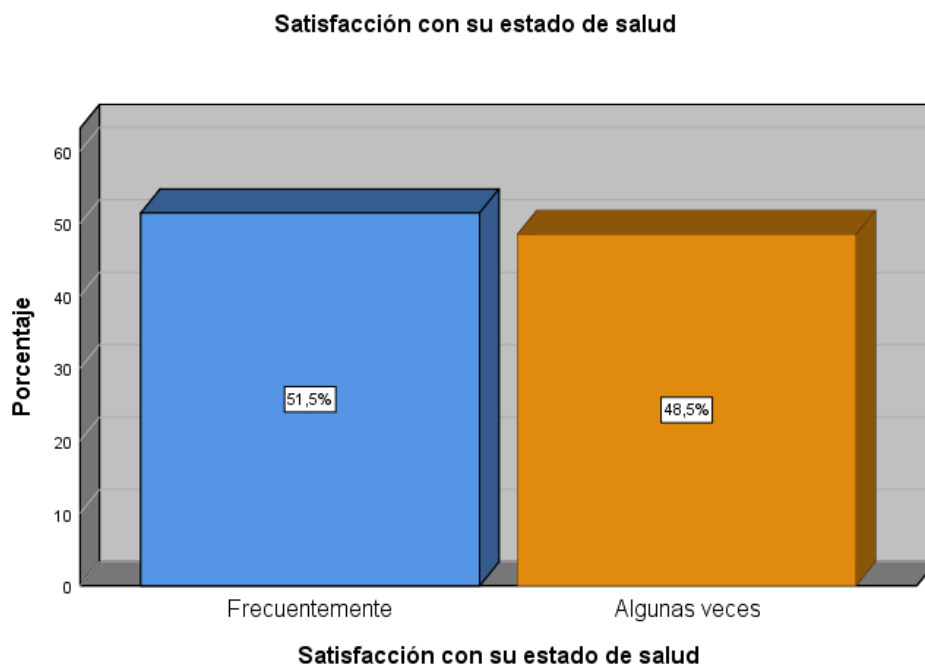 Satisfacción con su estado de salud
Porcentaje
60
50
40
30
20
10
0
51,5%
48,5%
Frecuentemente
Algunas veces
Satisfacción con su estado de salud